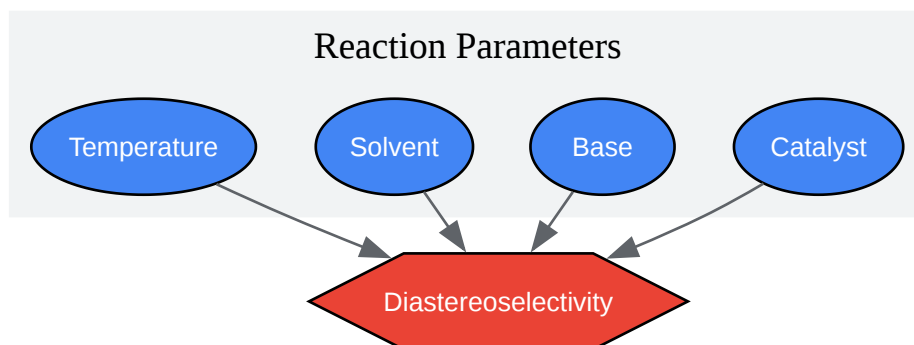 Reaction Parameters
Temperature
Solvent
Base
Catalyst
Diastereoselectivity